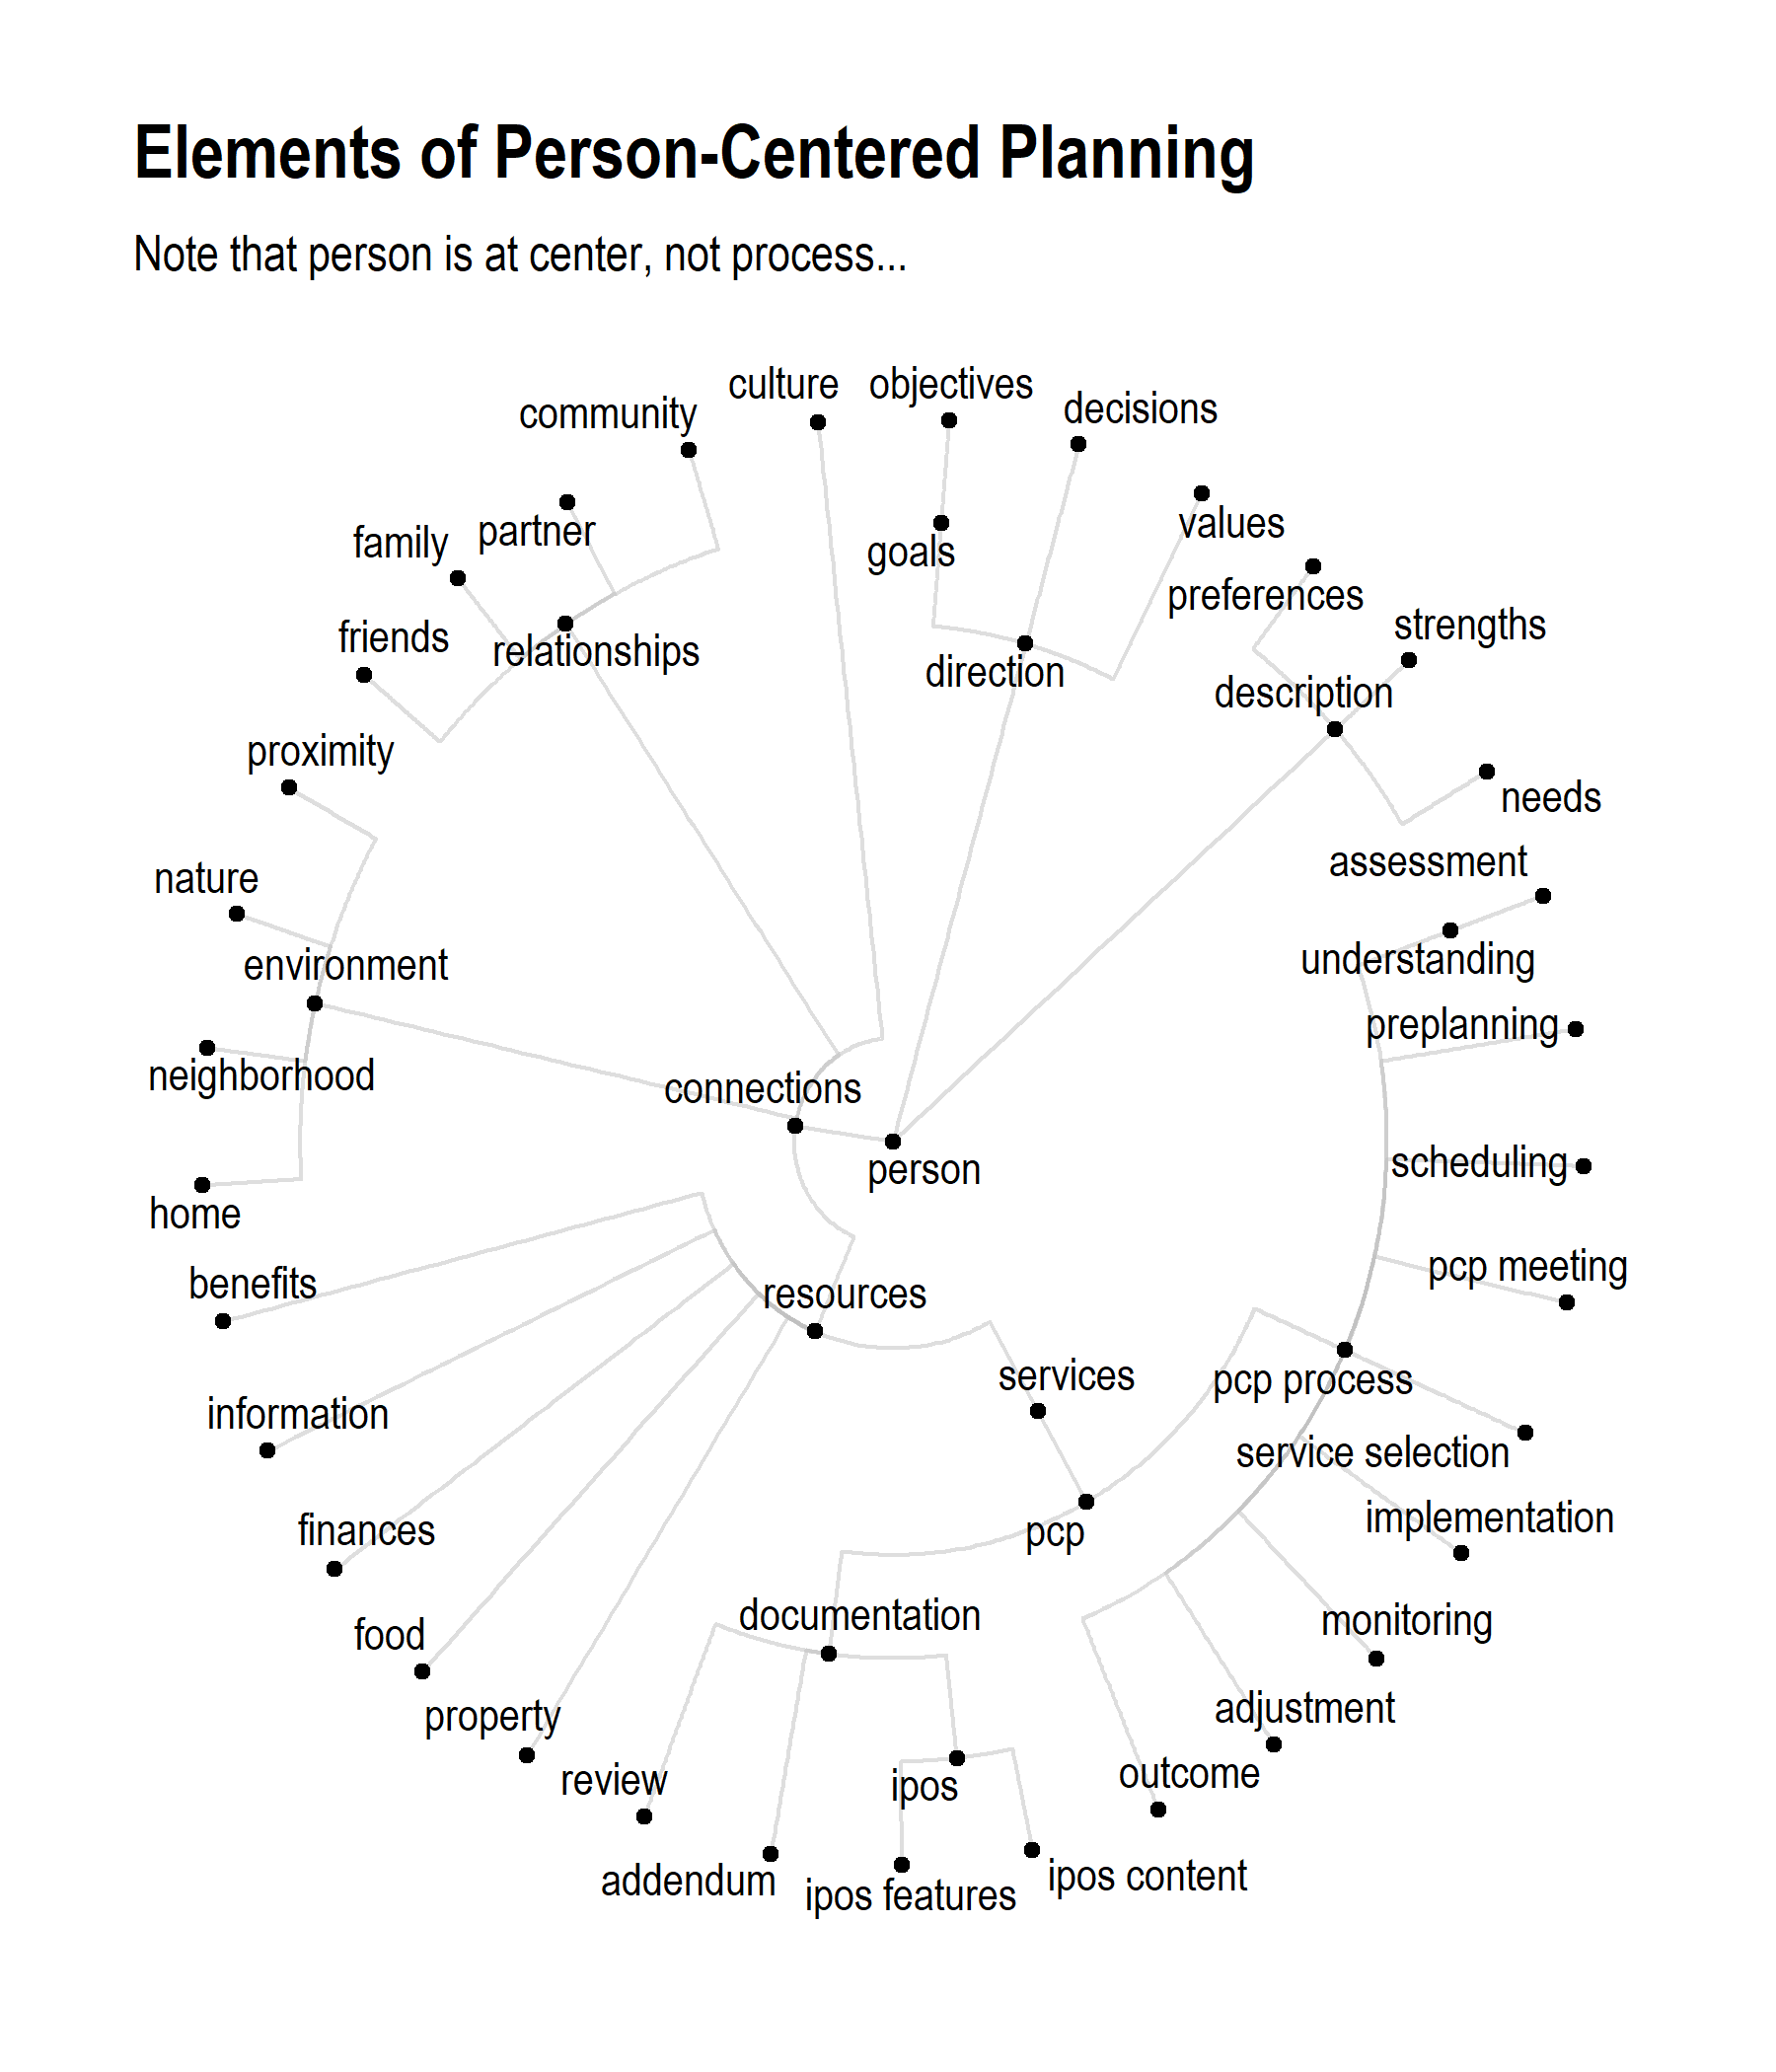 Elements of Person-Centered Planning
Note that person is at center, not process...
culture
objectives
decisions
community
values
partner
family
goals
preferences
strengths
friends
relationships
direction
description
proximity
needs
assessment
nature
environment
understanding
preplanning
neighborhood
connections
person
scheduling
home
benefits
resources
pcp meeting
services
pcp process
information
service selection
finances
pcp
implementation
food
documentation
monitoring
property
adjustment
review
ipos
outcome
addendum
ipos features
ipos content